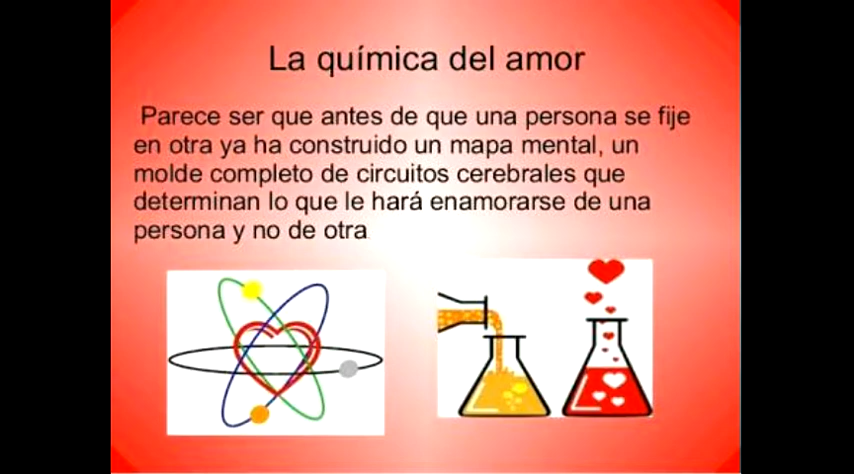 La química del amor
Parece ser que antes de que una persona se fije
en otra ya ha construido un mapa mental, un
molde completo de circuitos cerebrales que
determinan lo que le hará enamorarse de una
persona y no de otra